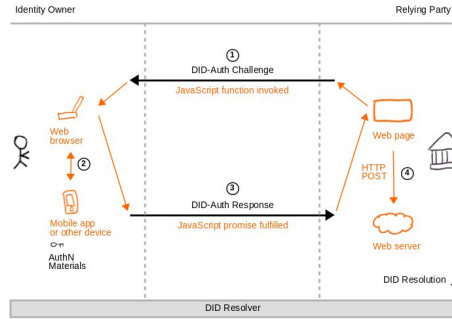 Identity Owner
Relying Party
①
DID-Auth Challenge
JavaScript function invoked
Web
browser
Web page
②
HTTP
POST
④
③
DID-Auth Response
JavaScript promise fulfilled
Mobile app
or other device
Web server
AuthN
Materials
DID Resolution
DID Resolver